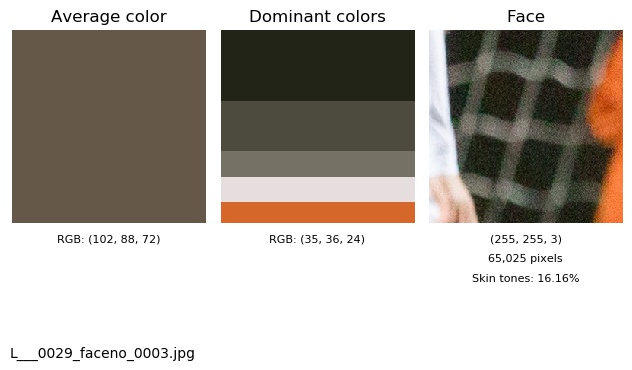 Average color
Dominant colors
Face
RGB: (102, 88, 72)
RGB: (35, 36, 24)
(255, 255, 3)
65,025 pixels
Skin tones: 16.16%
L___0029_faceno_0003.jpg